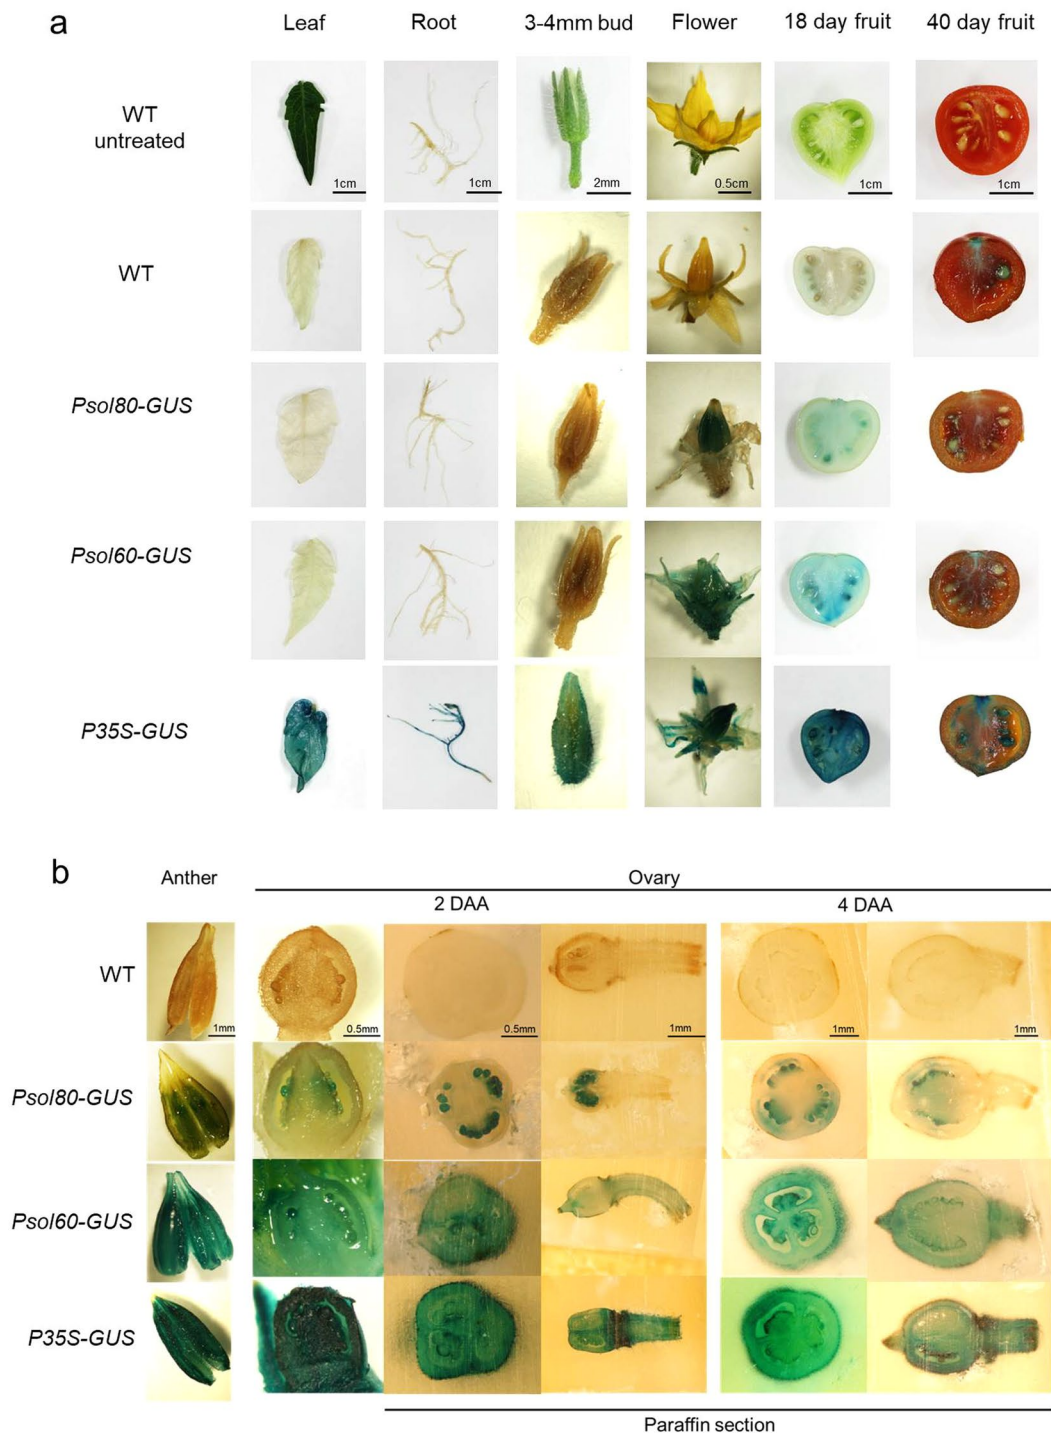 a
Leaf Root 3-4mm bud Flower 18 day fruit 40 day fruit
WT
untreated
1cm 1cm 2mm 0.5cm 1cm 1cm
WT
Psol80-GUS
Psol60-GUS
P35S-GUS
b
Anther Ovary
2 DAA 4 DAA
WT
1mm 0.5mm 0.5mm 1mm 1mm 1mm
Psol80-GUS
Psol60-GUS
P35S-GUS
Paraffin section